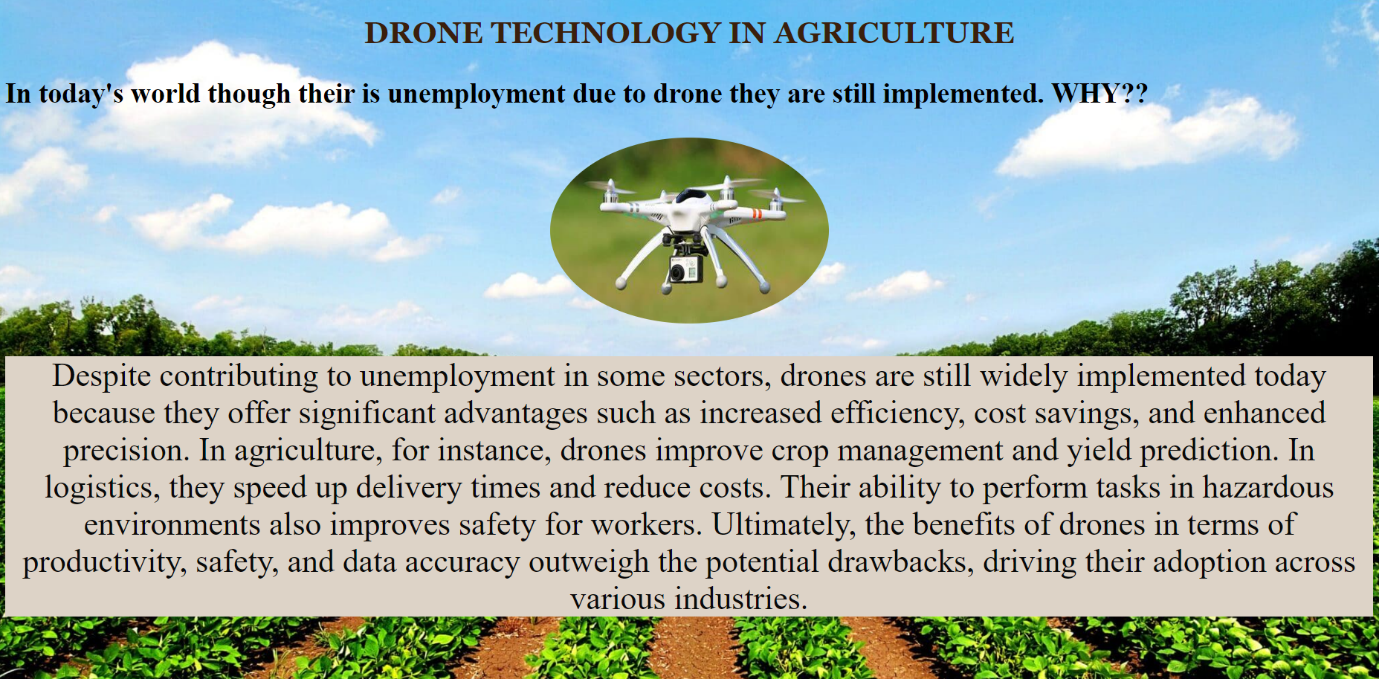 DRONE TECHNOLOGY IN AGRICULTURE
In today's world though their is unemployment due to drone they are still implemented. WHY??
Despite contributing to unemployment in some sectors, drones are still widely implemented today
because they offer significant advantages such as increased efficiency, cost savings, and enhanced
precision. In agriculture, for instance, drones improve crop management and yield prediction. In
logistics, they speed up delivery times and reduce costs. Their ability to perform tasks in hazardous
environments also improves safety for workers. Ultimately, the benefits of drones in terms of
productivity, safety, and data accuracy outweigh the potential drawbacks, driving their adoption across
various industries.